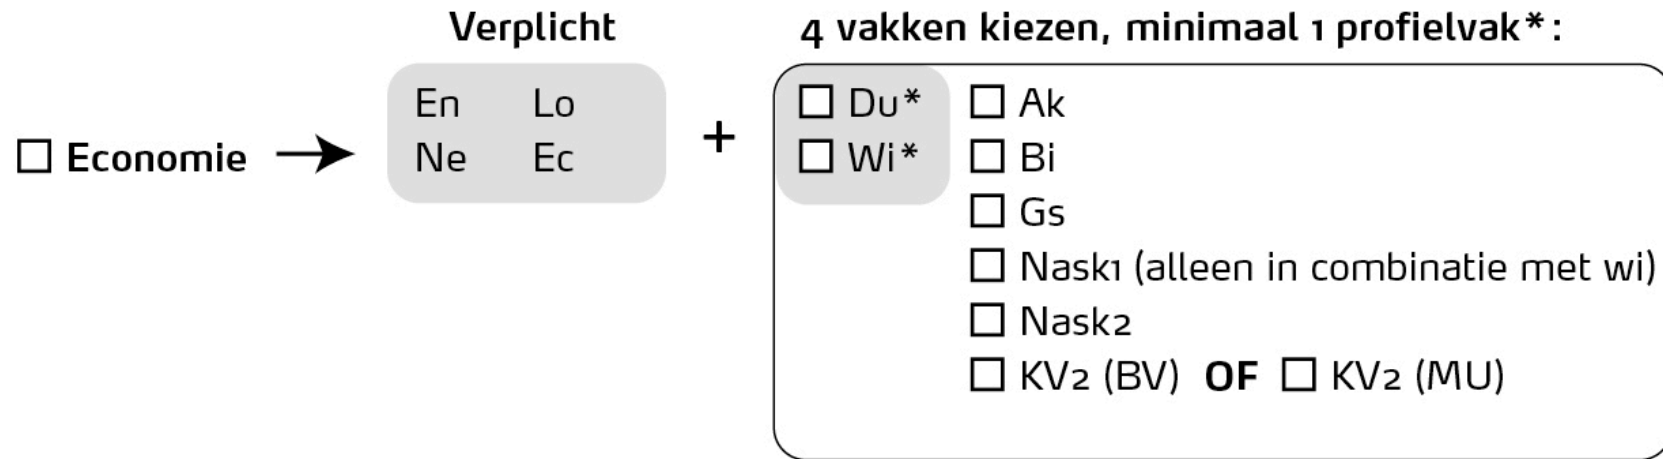 Verplicht
4 vakken kiezen, minimaal 1 profielvak*:
Economie
En Lo
Ne Ec
+
Du*
Wi*
Ak
Bi
Gs
Nask1 (alleen in combinatie met wi)
Nask2
KV2 (BV) OF KV2 (MU)